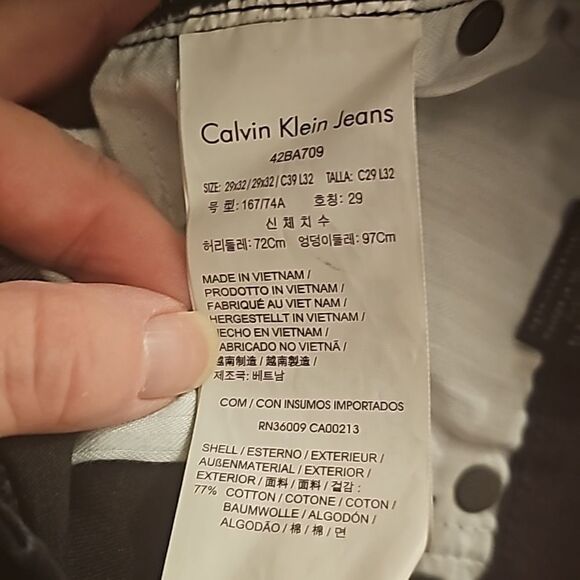 Calvin Klein Jeans
42BA709
SIZE: 29x32/29x32/C39 L32 TALLA: C29 L32
号 型: 167/74A 호칭: 29
신 체 치 수
허리둘레: 72Cm 엉덩이둘레: 97Cm
MADE IN VIETNAM /
PRODOTTO IN VIETNAM /
FABRIQUÉ AU VIET NAM /
HERGESTELLT IN VIETNAM /
HECHO EN VIETNAM /
FABRICADO NO VIETNÃ /
越南制造 / 越南製造 /
제조국: 베트남
COM / CON INSUMOS IMPORTADOS
RN36009 CA00213
SHELL / ESTERNO / EXTERIEUR /
AUßENMATERIAL / EXTERIOR /
EXTERIOR / 面料 / 面料 / 겉감 :
77% COTTON / COTONE / COTON /
BAUMWOLLE / ALGODÓN /
ALGODÃO / 棉 / 棉 / 면